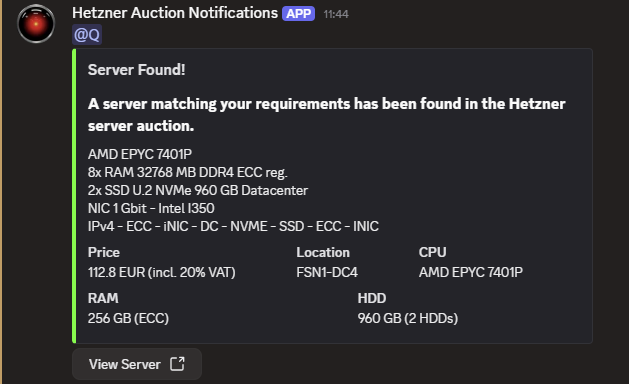 Hetzner Auction Notifications APP 11:44
@Q
Server Found!
A server matching your requirements has been found in the Hetzner
server auction.
AMD EPYC 7401P
8x RAM 32768 MB DDR4 ECC reg.
2x SSD U.2 NVMe 960 GB Datacenter
NIC 1 Gbit - Intel I350
IPv4 - ECC - iNIC - DC - NVME - SSD - ECC - INIC
Price Location CPU
112.8 EUR (incl. 20% VAT) FSN1-DC4 AMD EPYC 7401P
RAM HDD
256 GB (ECC) 960 GB (2 HDDs)
View Server